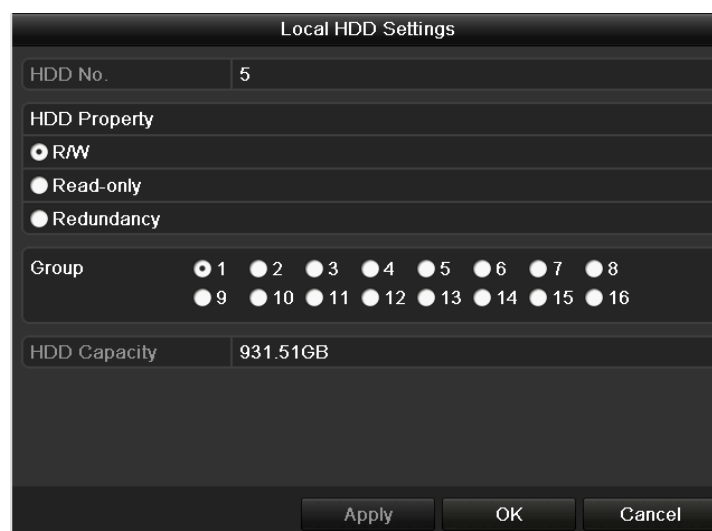 Local HDD Settings
HDD No. 5
HDD Property
R/W
Read-only
Redundancy
Group 1 2 3 4 5 6 7 8
9 10 11 12 13 14 15 16
HDD Capacity 931.51GB
Apply OK Cancel